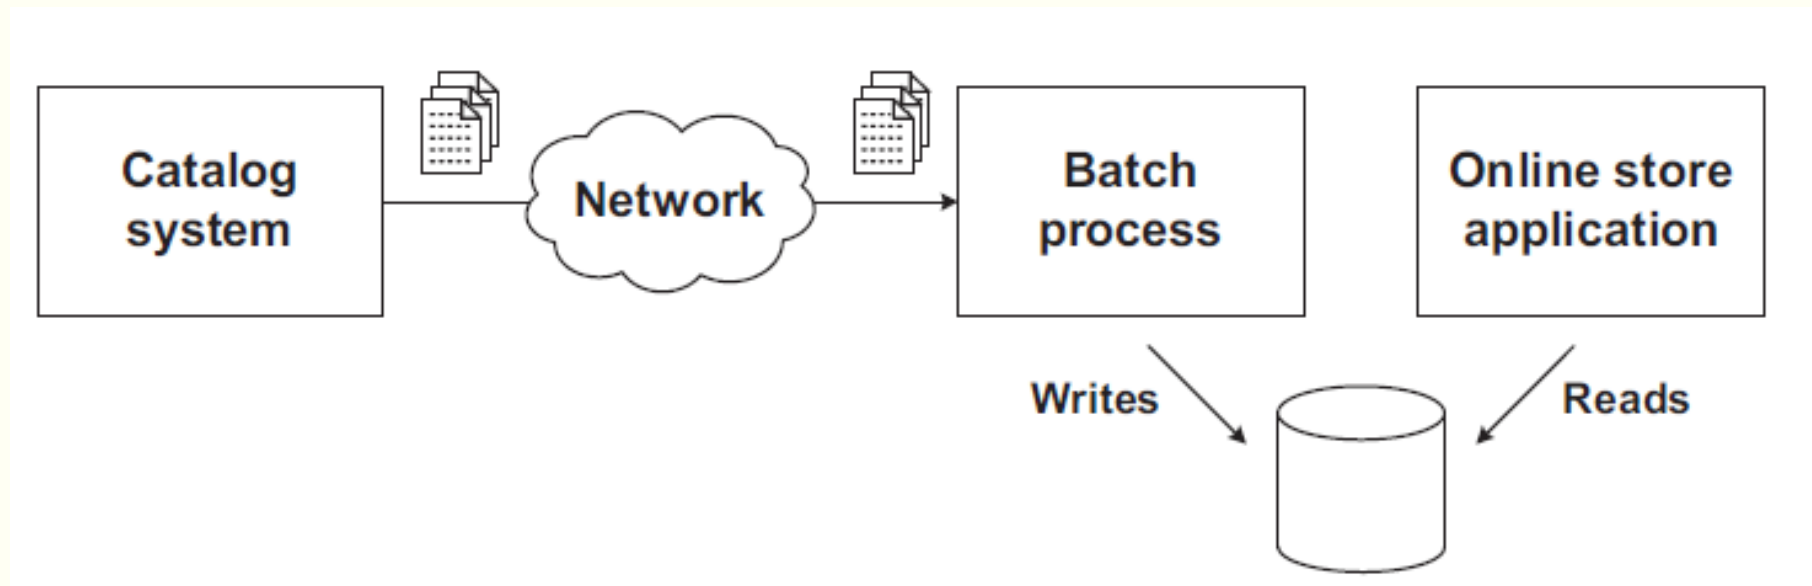 Catalog
system
Network
Batch
process
Online store
application
Writes
Reads